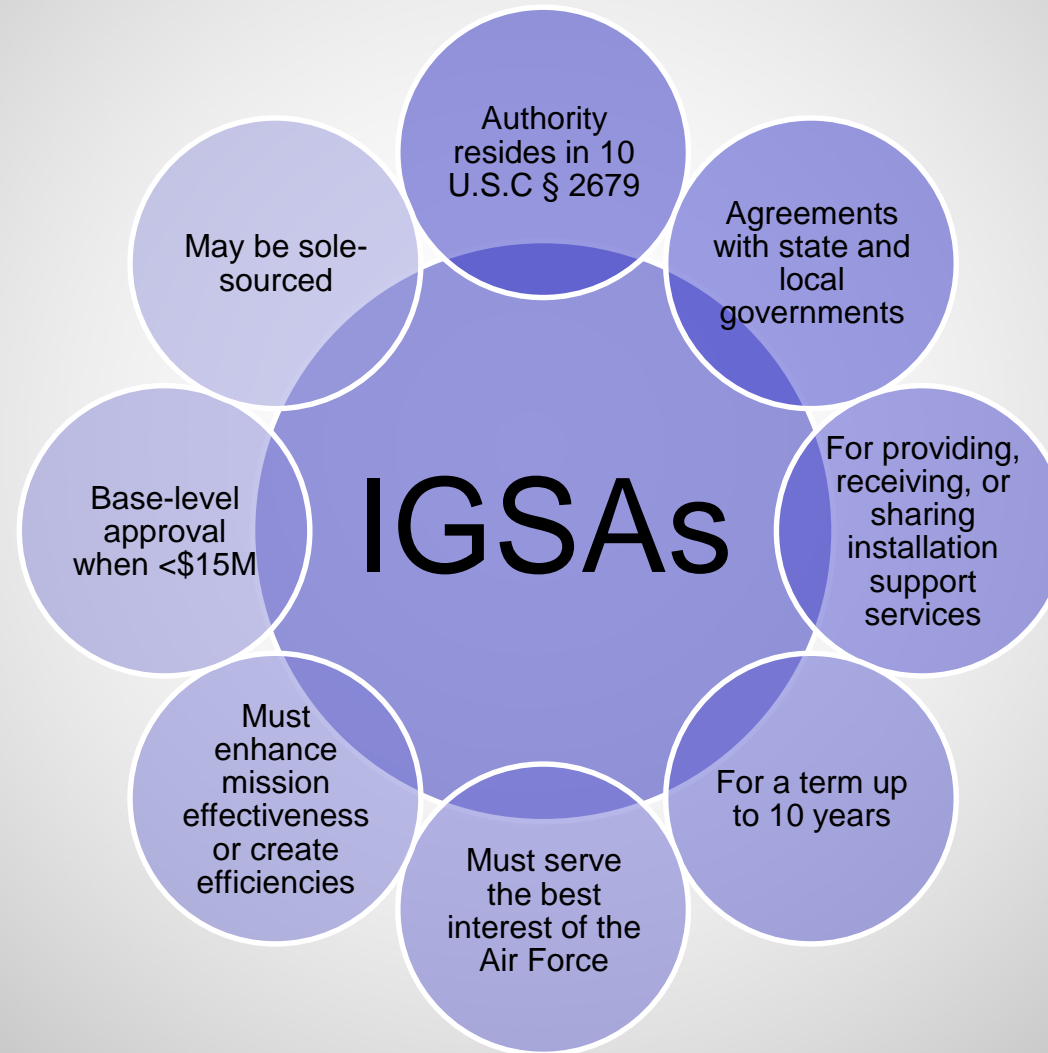 Authority
resides in 10
U.S.C § 2679
Agreements
with state and
local
governments
For providing,
receiving, or
sharing
installation
support
services
For a term up
to 10 years
Must serve
the best
interest of the
Air Force
Must
enhance
mission
effectiveness
or create
efficiencies
Base-level
approval
when <$15M
May be sole-
sourced
IGSAs